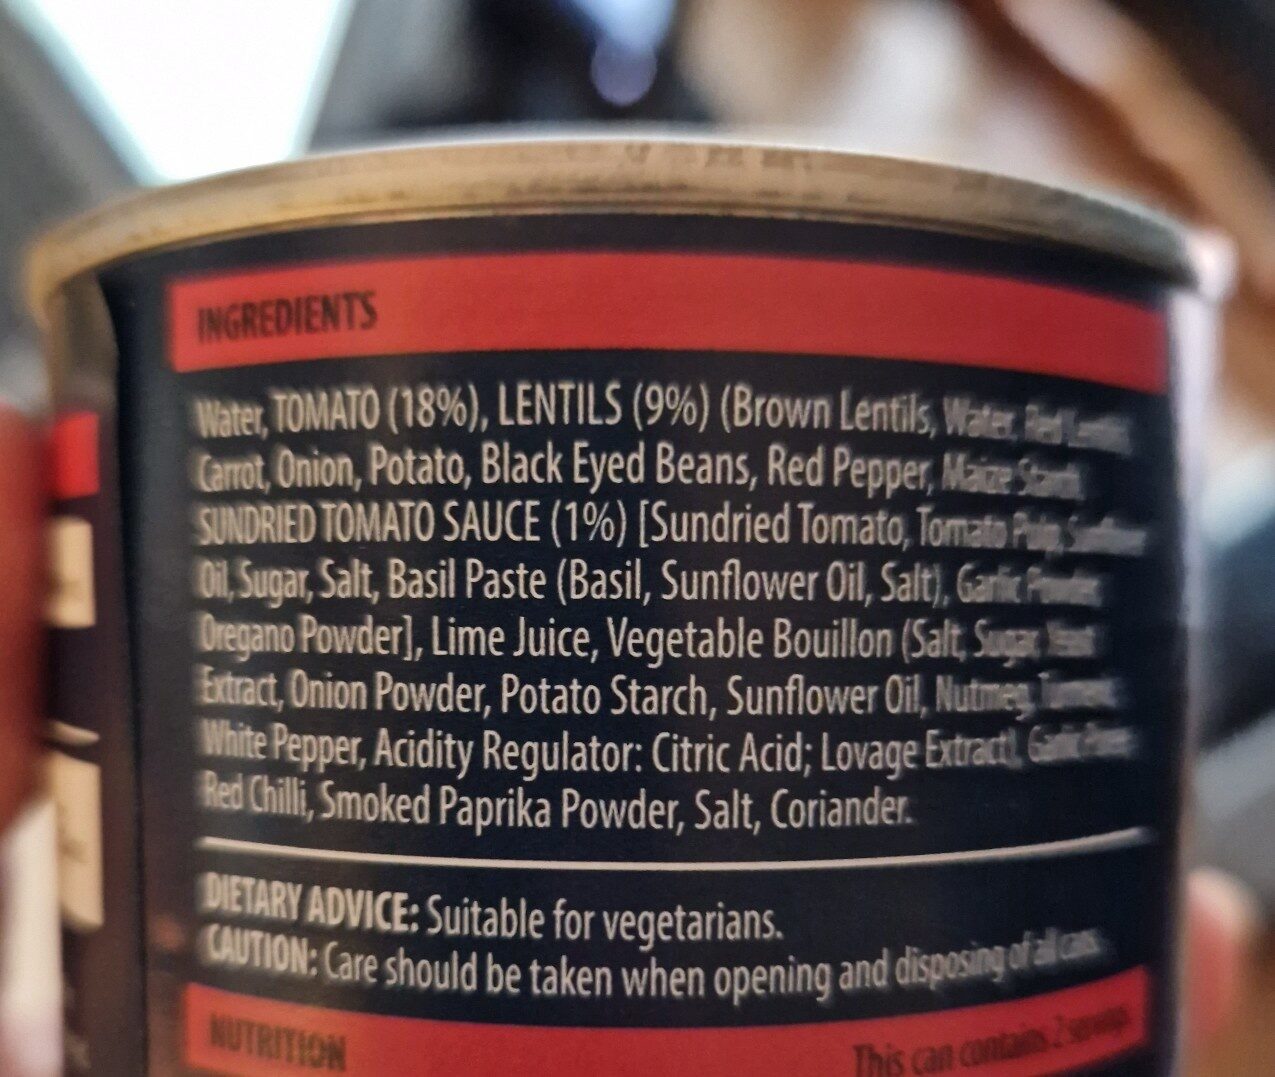 INGREDIENTS
Water, TOMATO (18%), LENTILS (9%) (Brown Lentils, Water, Red Lentils),
Carrot, Onion, Potato, Black Eyed Beans, Red Pepper, Maize Starch,
SUNDRIED TOMATO SAUCE (1%) [Sundried Tomato, Tomato Pulp, Sunflower
Oil, Sugar, Salt, Basil Paste (Basil, Sunflower Oil, Salt), Garlic Powder,
Oregano Powder], Lime Juice, Vegetable Bouillon (Salt, Sugar, Yeast
Extract, Onion Powder, Potato Starch, Sunflower Oil, Nutmeg, Turmeric,
White Pepper, Acidity Regulator: Citric Acid; Lovage Extract), Garlic Powder,
Red Chilli, Smoked Paprika Powder, Salt, Coriander.
DIETARY ADVICE: Suitable for vegetarians.
CAUTION: Care should be taken when opening and disposing of all cans.
NUTRITION
This can contains 2 servings